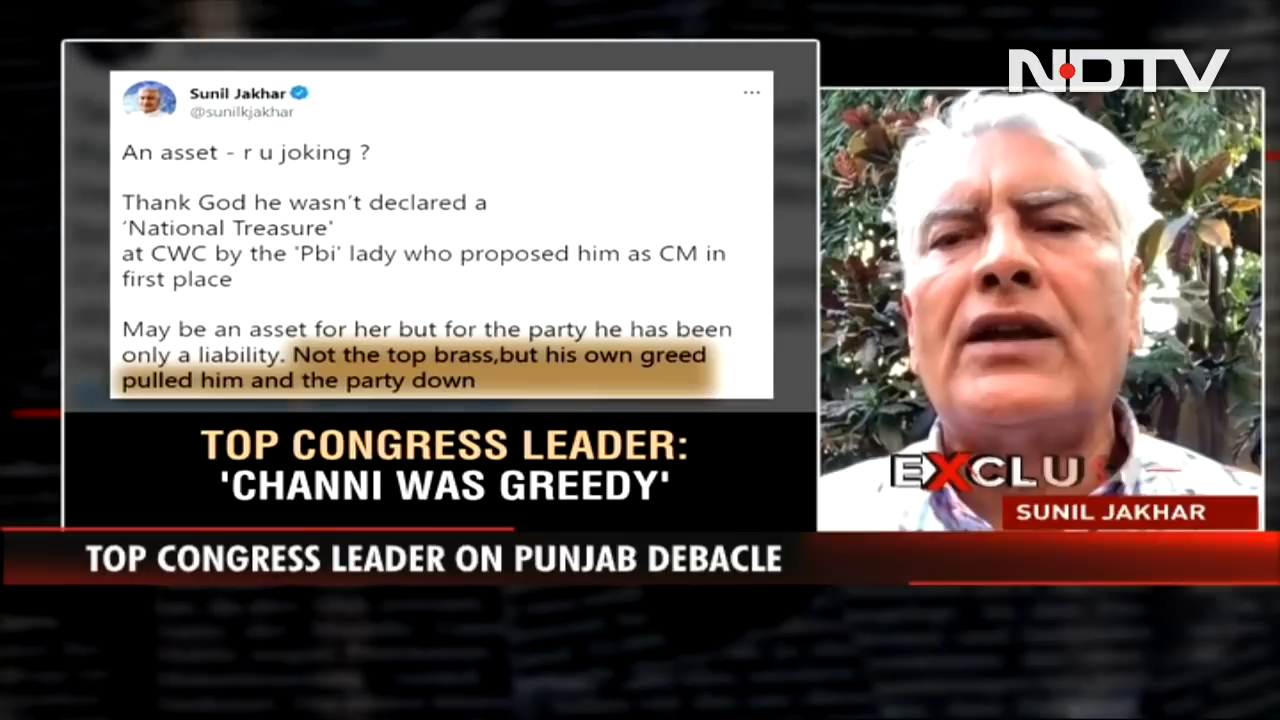 NDTV
Sunil Jakhar
@sunilkjakhar
...
An asset - r u joking ?
Thank God he wasn't declared a
'National Treasure'
at CWC by the 'Pbi' lady who proposed him as CM in
first place
May be an asset for her but for the party he has been
only a liability. Not the top brass,but his own greed
pulled him and the party down
TOP CONGRESS LEADER:
'CHANNI WAS GREEDY'
EXCLU
SUNIL JAKHAR
TOP CONGRESS LEADER ON PUNJAB DEBACLE